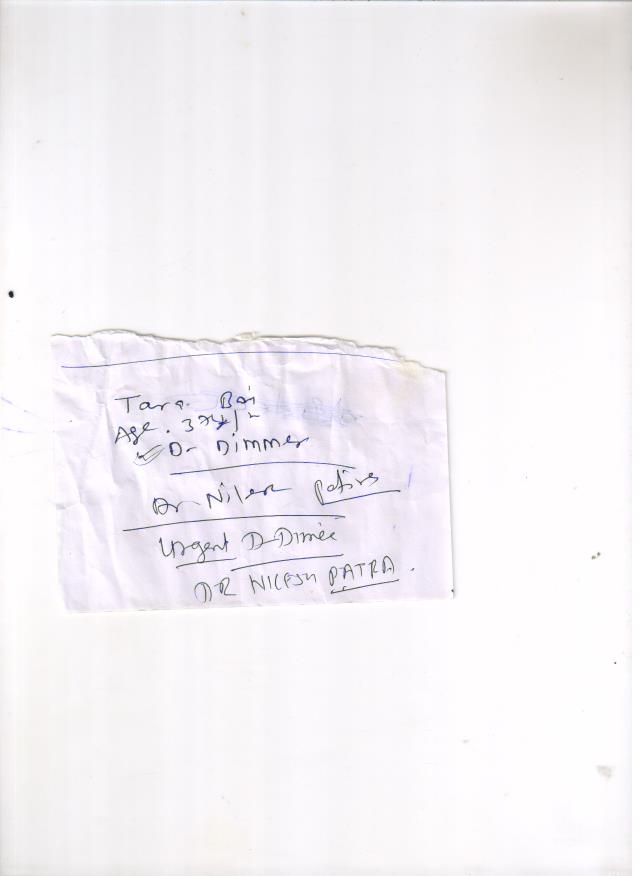 Tara Bai
Age. 37y/
D- Dimmer
Dr Nilesh Patra
Urgent D-Dimer
DR NILESH PATRA.